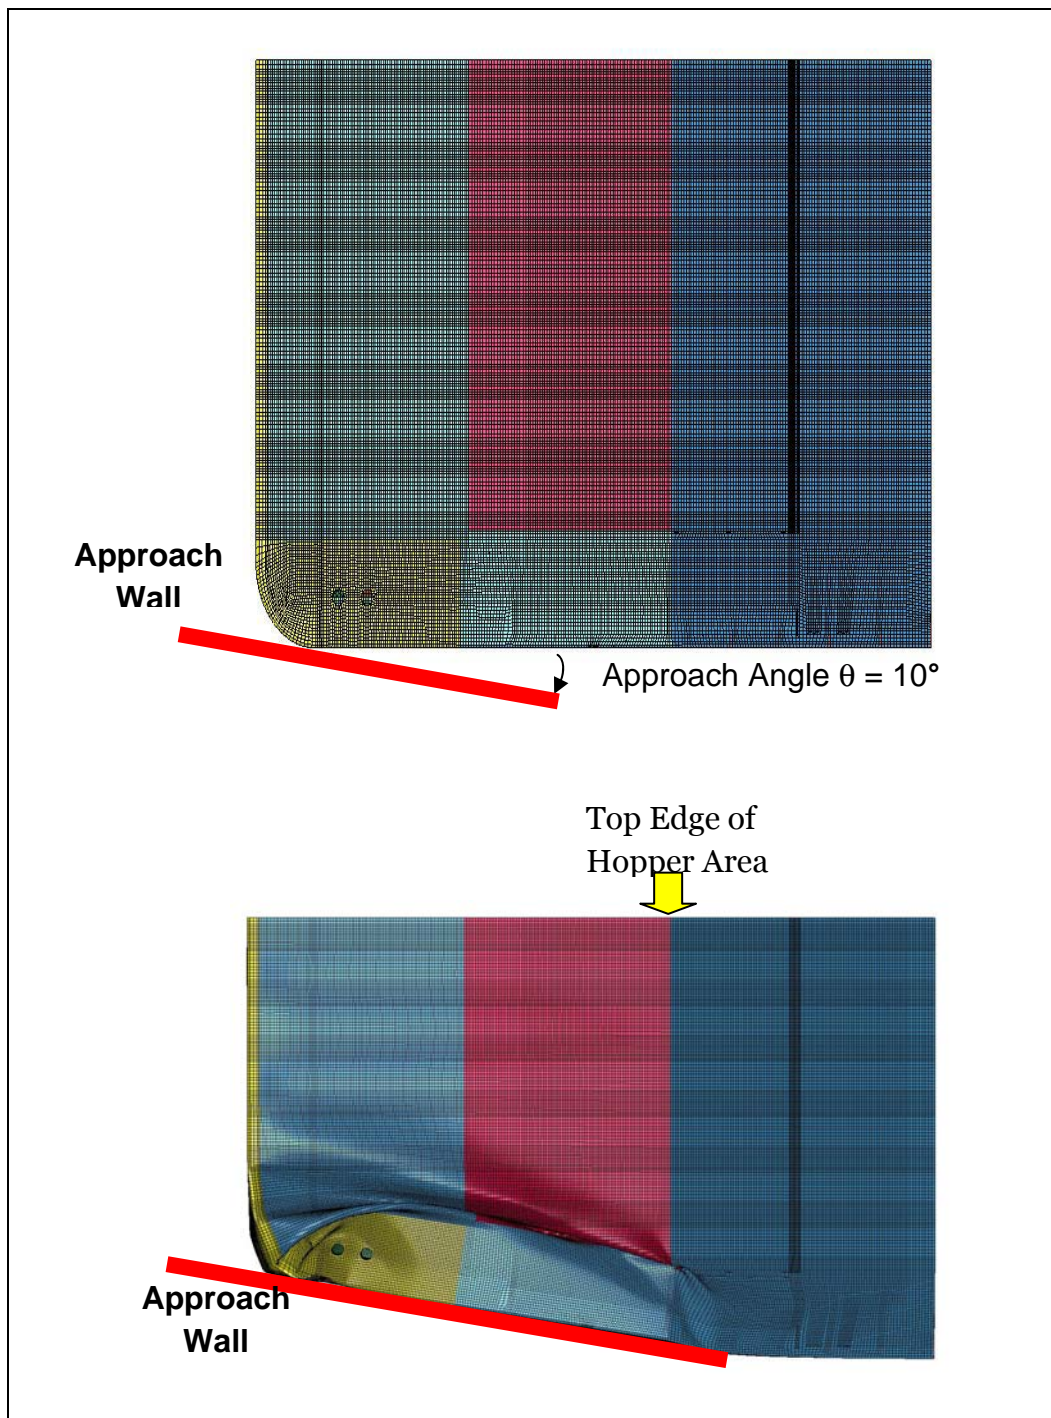 Approach
Wall
Approach Angle θ = 10°
Top Edge of
Hopper Area
Approach
Wall